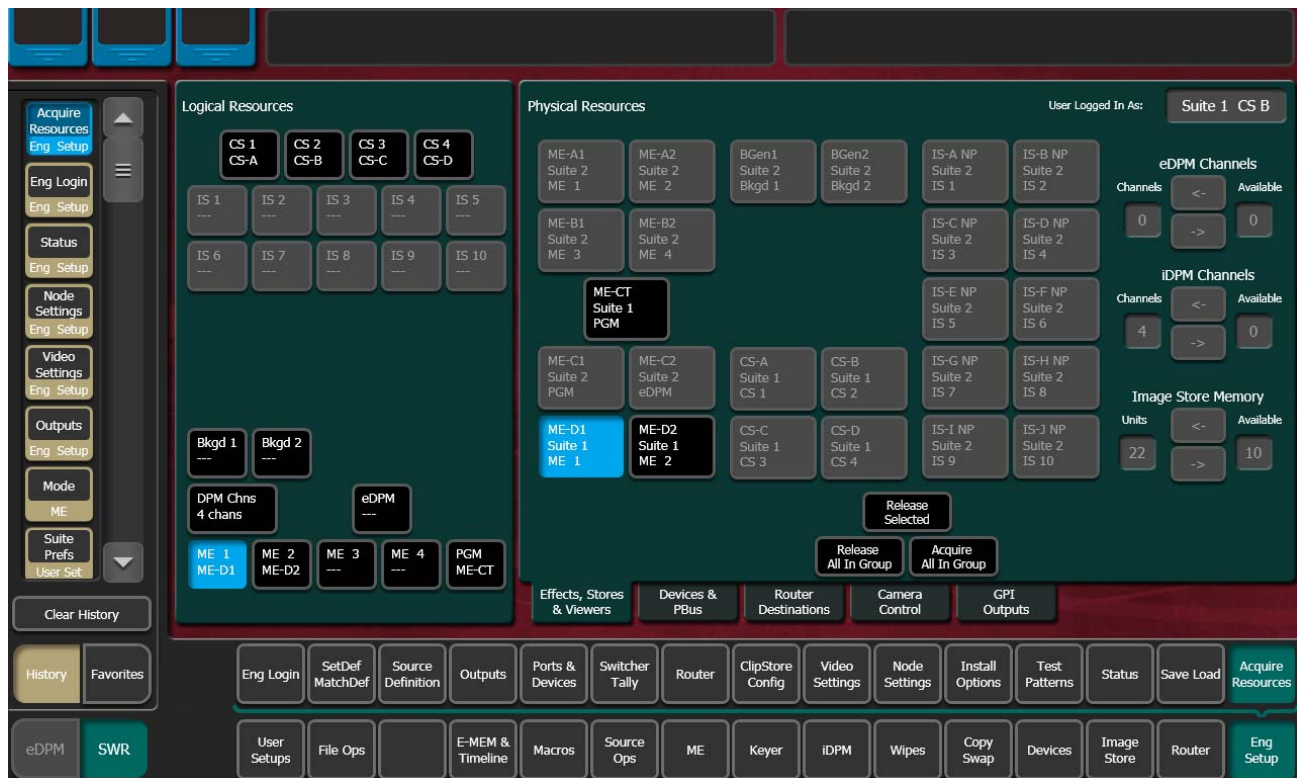 Acquire
Resources
Eng Setup
Eng Login
Eng Setup
Status
Eng Setup
Node
Settings
Eng Setup
Video
Settings
Eng Setup
Outputs
Eng Setup
Mode
ME
Suite
Prefs
User Set
Clear History
History
Favorites
eDPM
SWR
Logical Resources
CS 1
CS-A
CS 2
CS-B
CS 3
CS-C
CS 4
CS-D
IS 1
---
IS 2
---
IS 3
---
IS 4
---
IS 5
---
IS 6
---
IS 7
---
IS 8
---
IS 9
---
IS 10
---
Bkgd 1
---
Bkgd 2
---
DPM Chns
4 chans
eDPM
---
ME 1
ME-D1
ME 2
ME-D2
ME 3
---
ME 4
---
PGM
ME-CT
Physical Resources
User Logged In As:
Suite 1 CS B
ME-A1
Suite 2
ME 1
ME-A2
Suite 2
ME 2
BGen1
Suite 2
Bkgd 1
BGen2
Suite 2
Bkgd 2
IS-A NP
Suite 2
IS 1
IS-B NP
Suite 2
IS 2
ME-B1
Suite 2
ME 3
ME-B2
Suite 2
ME 4
IS-C NP
Suite 2
IS 3
IS-D NP
Suite 2
IS 4
ME-CT
Suite 1
PGM
IS-E NP
Suite 2
IS 5
IS-F NP
Suite 2
IS 6
ME-C1
Suite 2
PGM
ME-C2
Suite 2
eDPM
CS-A
Suite 1
CS 1
CS-B
Suite 1
CS 2
IS-G NP
Suite 2
IS 7
IS-H NP
Suite 2
IS 8
ME-D1
Suite 1
ME 1
ME-D2
Suite 1
ME 2
CS-C
Suite 1
CS 3
CS-D
Suite 1
CS 4
IS-I NP
Suite 2
IS 9
IS-J NP
Suite 2
IS 10
eDPM Channels
Channels
<-
Available
0
->
0
iDPM Channels
Channels
<-
Available
4
->
0
Image Store Memory
Units
<-
Available
22
->
10
Release
Selected
Release
All In Group
Acquire
All In Group
Effects, Stores
& Viewers
Devices &
PBus
Router
Destinations
Camera
Control
GPI
Outputs
Eng Login
SetDef
MatchDef
Source
Definition
Outputs
Ports &
Devices
Switcher
Tally
Router
ClipStore
Config
Video
Settings
Node
Settings
Install
Options
Test
Patterns
Status
Save Load
Acquire
Resources
User
Setups
File Ops
E-MEM &
Timeline
Macros
Source
Ops
ME
Keyer
iDPM
Wipes
Copy
Swap
Devices
Image
Store
Router
Eng
Setup